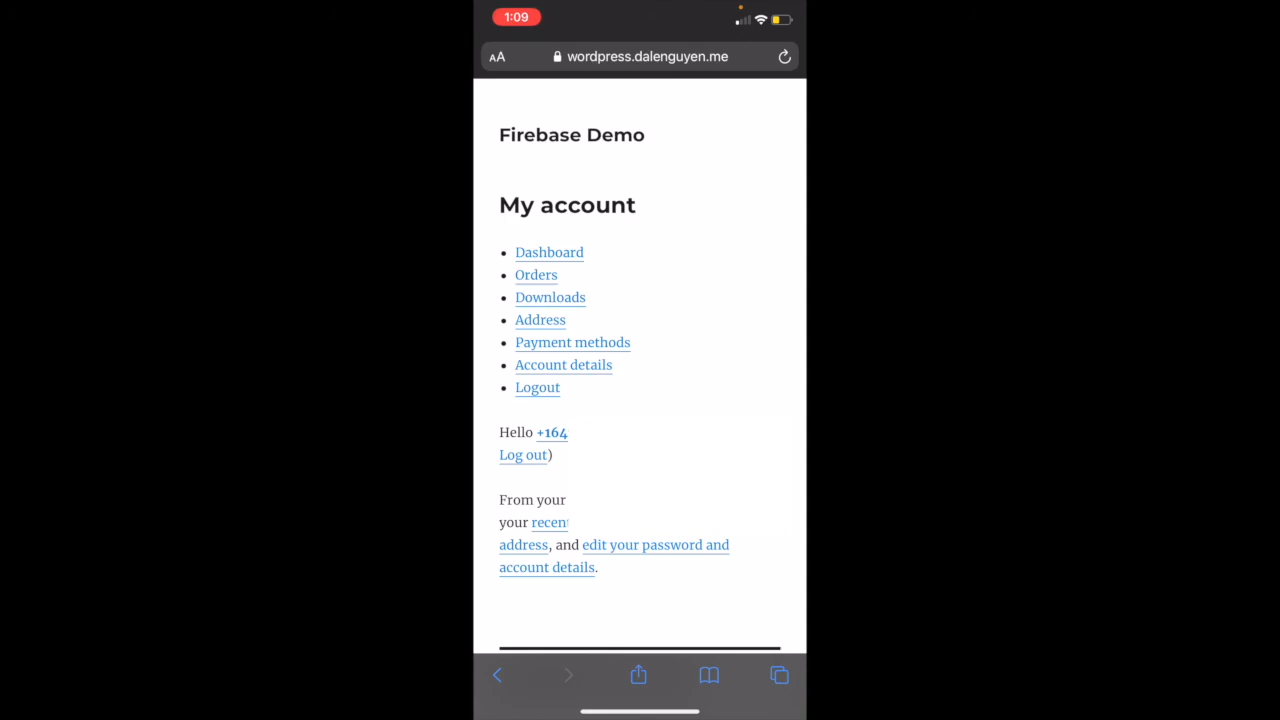 1:09
AA wordpress.dalenguyen.me
Firebase Demo
My account
Dashboard
Orders
Downloads
Address
Payment methods
Account details
Logout
Hello +164
Log out)
From your
your recent
address, and edit your password and
account details.